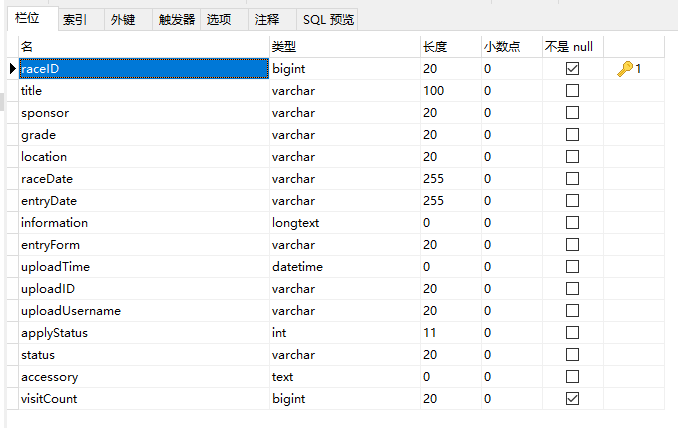 栏位 索引 外键 触发器 选项 注释 SQL 预览
名 类型 长度 小数点 不是 null
raceID bigint 20 0 1
title varchar 100 0
sponsor varchar 20 0
grade varchar 20 0
location varchar 20 0
raceDate varchar 255 0
entryDate varchar 255 0
information longtext 0 0
entryForm varchar 20 0
uploadTime datetime 0 0
uploadID varchar 20 0
uploadUsername varchar 20 0
applyStatus int 11 0
status varchar 20 0
accessory text 0 0
visitCount bigint 20 0